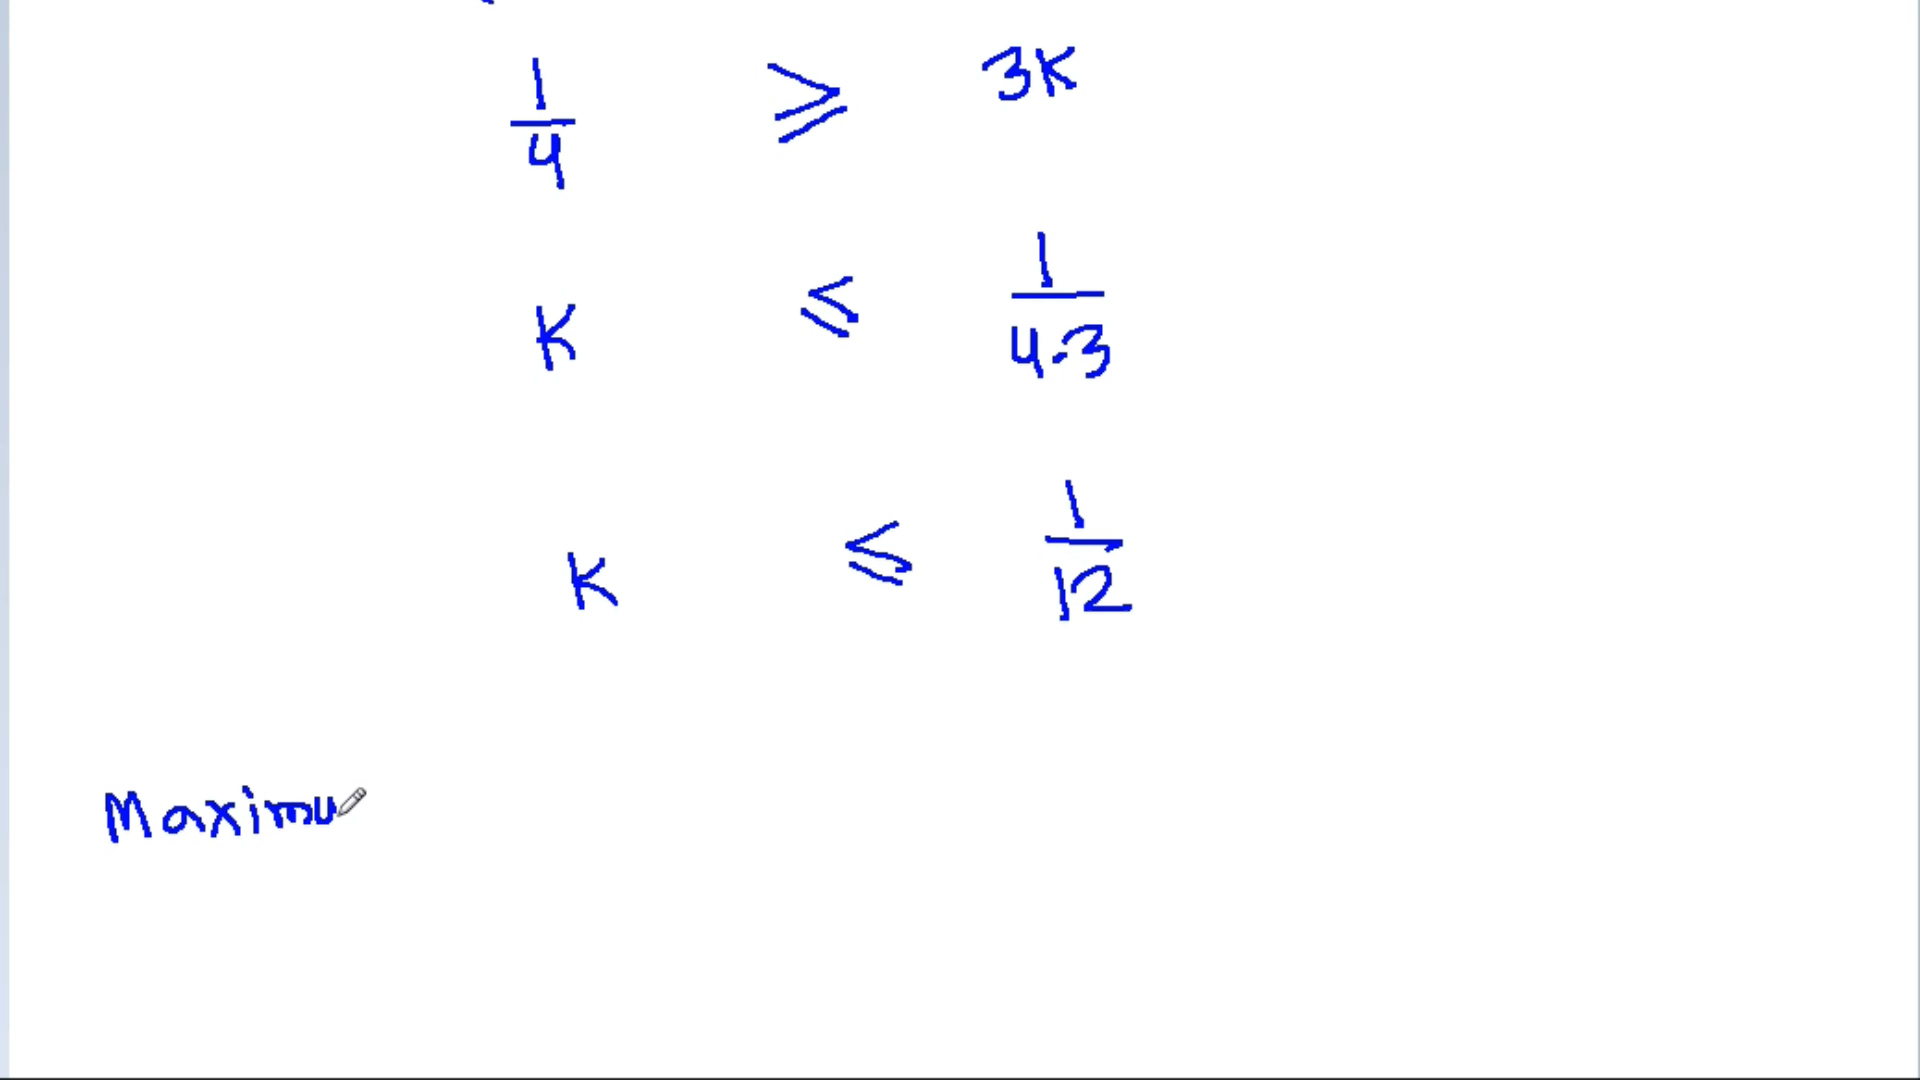 1/4 ≥ 3K
K ≤ 1/4.3
K ≤ 1/12
Maximu